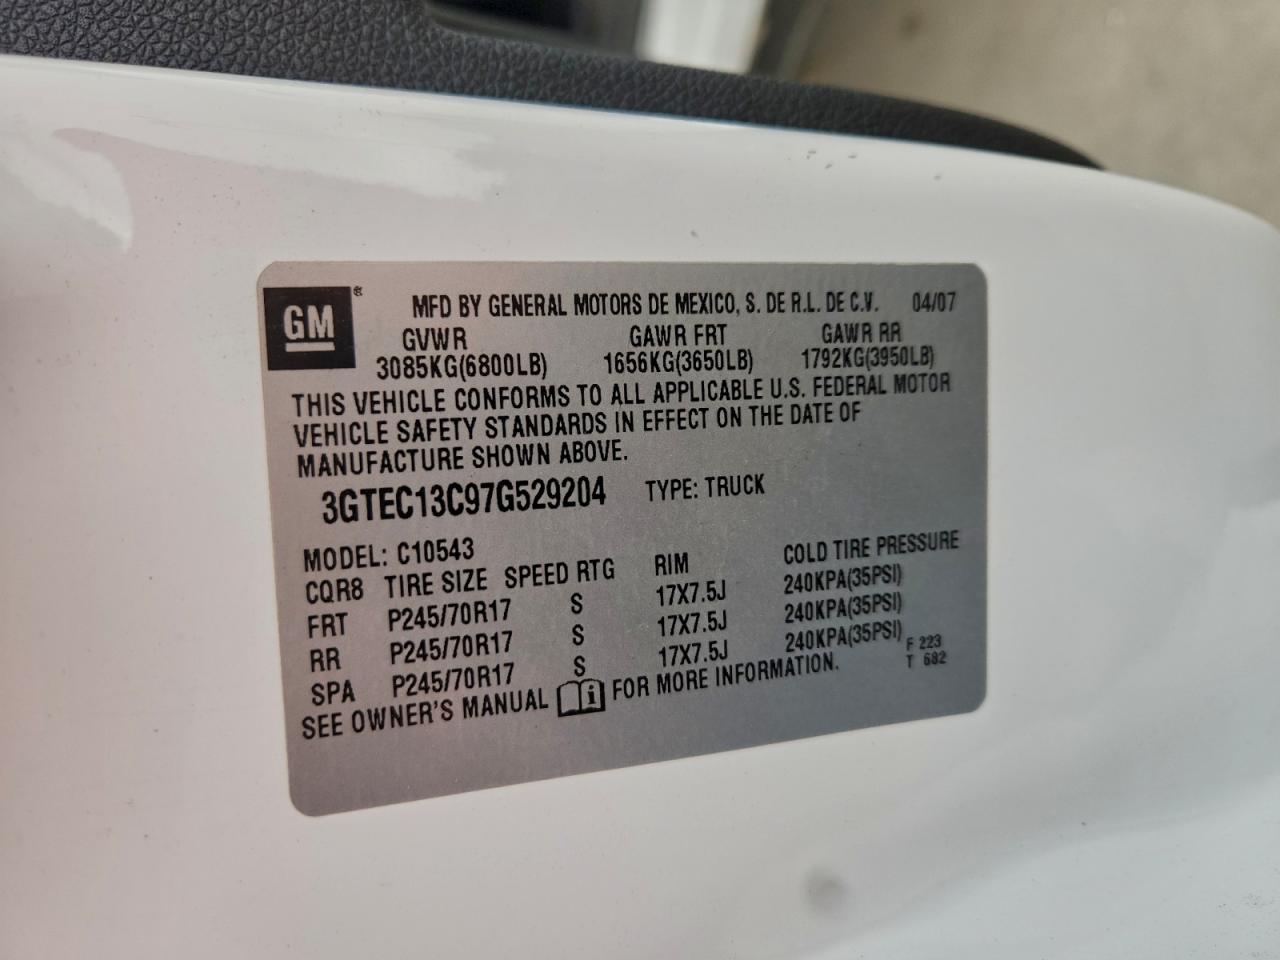 GM ®
MFD BY GENERAL MOTORS DE MEXICO, S. DE R.L. DE C.V. 04/07
GVWR GAWR FRT GAWR RR
3085KG(6800LB) 1656KG(3650LB) 1792KG(3950LB)
THIS VEHICLE CONFORMS TO ALL APPLICABLE U.S. FEDERAL MOTOR
VEHICLE SAFETY STANDARDS IN EFFECT ON THE DATE OF
MANUFACTURE SHOWN ABOVE.
3GTEC13C97G529204 TYPE: TRUCK
MODEL: C10543
CQR8 TIRE SIZE SPEED RTG RIM COLD TIRE PRESSURE
FRT P245/70R17 S 17X7.5J 240KPA(35PSI)
RR P245/70R17 S 17X7.5J 240KPA(35PSI)
SPA P245/70R17 S 17X7.5J 240KPA(35PSI)
SEE OWNER'S MANUAL i FOR MORE INFORMATION.
F 223
T 682